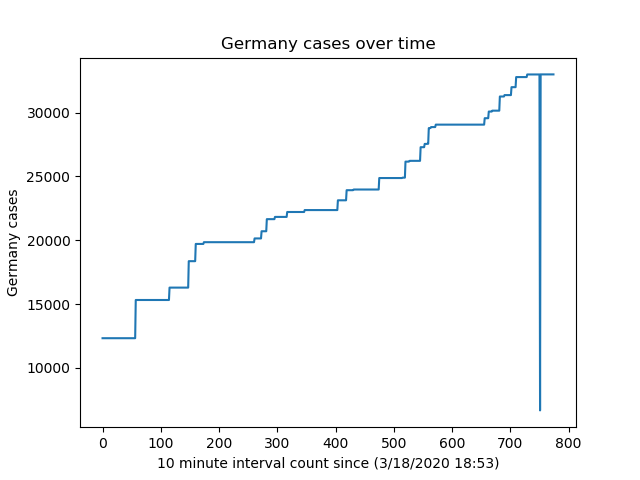 Germany cases over time
Germany cases
30000
25000
20000
15000
10000
0 100 200 300 400 500 600 700 800
10 minute interval count since (3/18/2020 18:53)